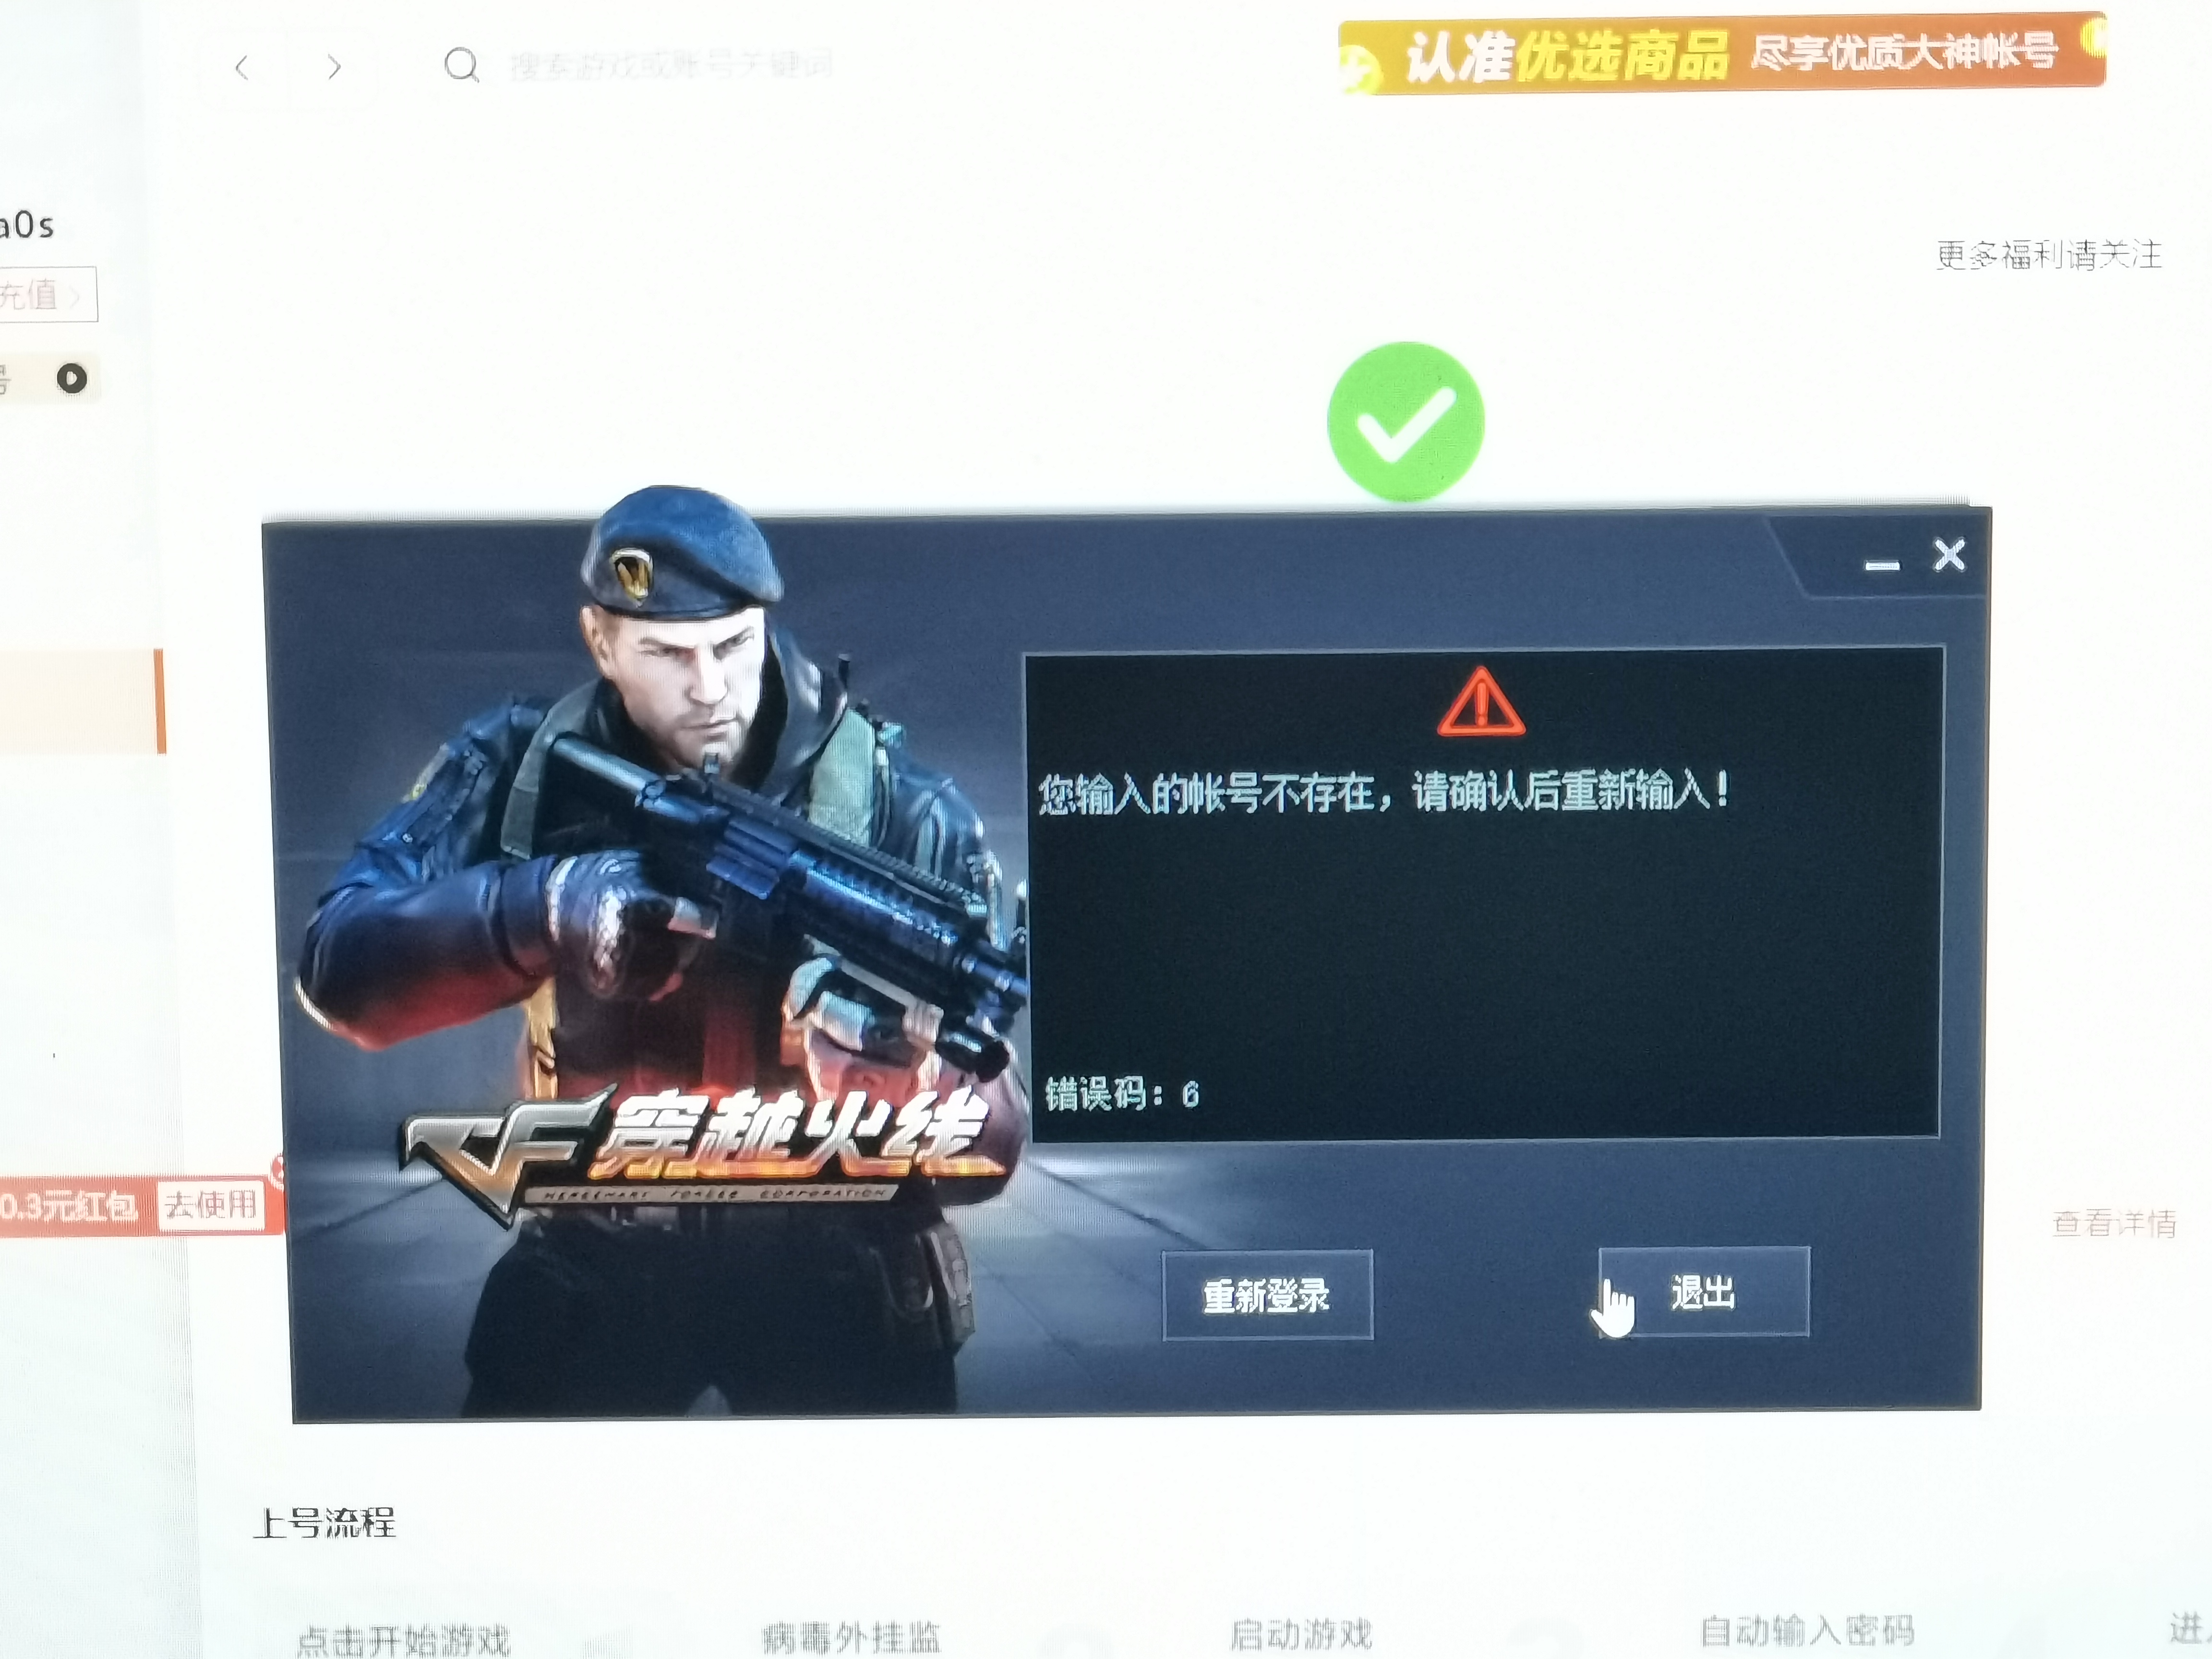 搜索游戏或账号关键词
认准优选商品 尽享优质大神帐号
a0s
更多福利请关注
充值
号
您输入的帐号不存在，请确认后重新输入！
错误码：6
CF 穿越火线
MERCENARY FORCES CORPORATION
0.3元红包 去使用
查看详情
重新登录
退出
上号流程
点击开始游戏
病毒外挂监
启动游戏
自动输入密码
进入